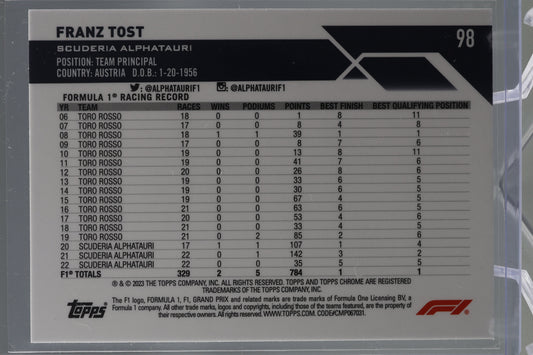 FRANZ TOST
98
SCUDERIA ALPHATAURI
POSITION: TEAM PRINCIPAL
COUNTRY: AUSTRIA D.O.B.: 1-20-1956
@ALPHATAURIF1 @ALPHATAURIF1
FORMULA 1® RACING RECORD
YR TEAM RACES WINS PODIUMS POINTS BEST FINISH BEST QUALIFYING POSITION
06 TORO ROSSO 18 0 0 1 8 11
07 TORO ROSSO 17 0 0 8 4 8
08 TORO ROSSO 18 1 1 39 1 1
09 TORO ROSSO 17 0 0 8 7 6
10 TORO ROSSO 19 0 0 13 8 11
11 TORO ROSSO 19 0 0 41 7 6
12 TORO ROSSO 20 0 0 26 8 6
13 TORO ROSSO 19 0 0 33 6 5
14 TORO ROSSO 19 0 0 30 6 5
15 TORO ROSSO 19 0 0 67 4 5
16 TORO ROSSO 21 0 0 63 6 5
17 TORO ROSSO 20 0 0 53 4 6
18 TORO ROSSO 21 0 0 33 4 6
19 TORO ROSSO 21 0 2 85 2 6
20 SCUDERIA ALPHATAURI 17 1 1 107 1 4
21 SCUDERIA ALPHATAURI 22 0 1 142 3 2
22 SCUDERIA ALPHATAURI 22 0 0 35 5 5
F1® TOTALS 329 2 5 784 1 1
® & © 2023 THE TOPPS COMPANY, INC. ALL RIGHTS RESERVED. TOPPS AND TOPPS CHROME ARE REGISTERED
TRADEMARKS OF THE TOPPS COMPANY, INC.
Topps
The F1 logo, FORMULA 1, F1, GRAND PRIX and related marks are trade marks of Formula One Licensing BV, a
Formula 1 company. All other trade marks, logos and copyrights, including those of the teams featured, are the property of
their respective owners. All rights reserved. WWW.TOPPS.COM. CODE#CMP067031.
F1